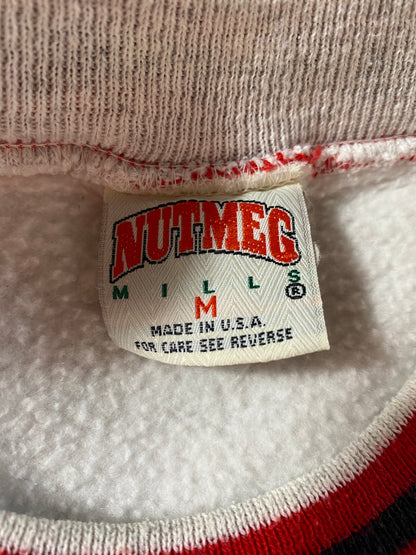 NUTMEG
MILLS®
M
MADE IN U.S.A.
FOR CARE SEE REVERSE